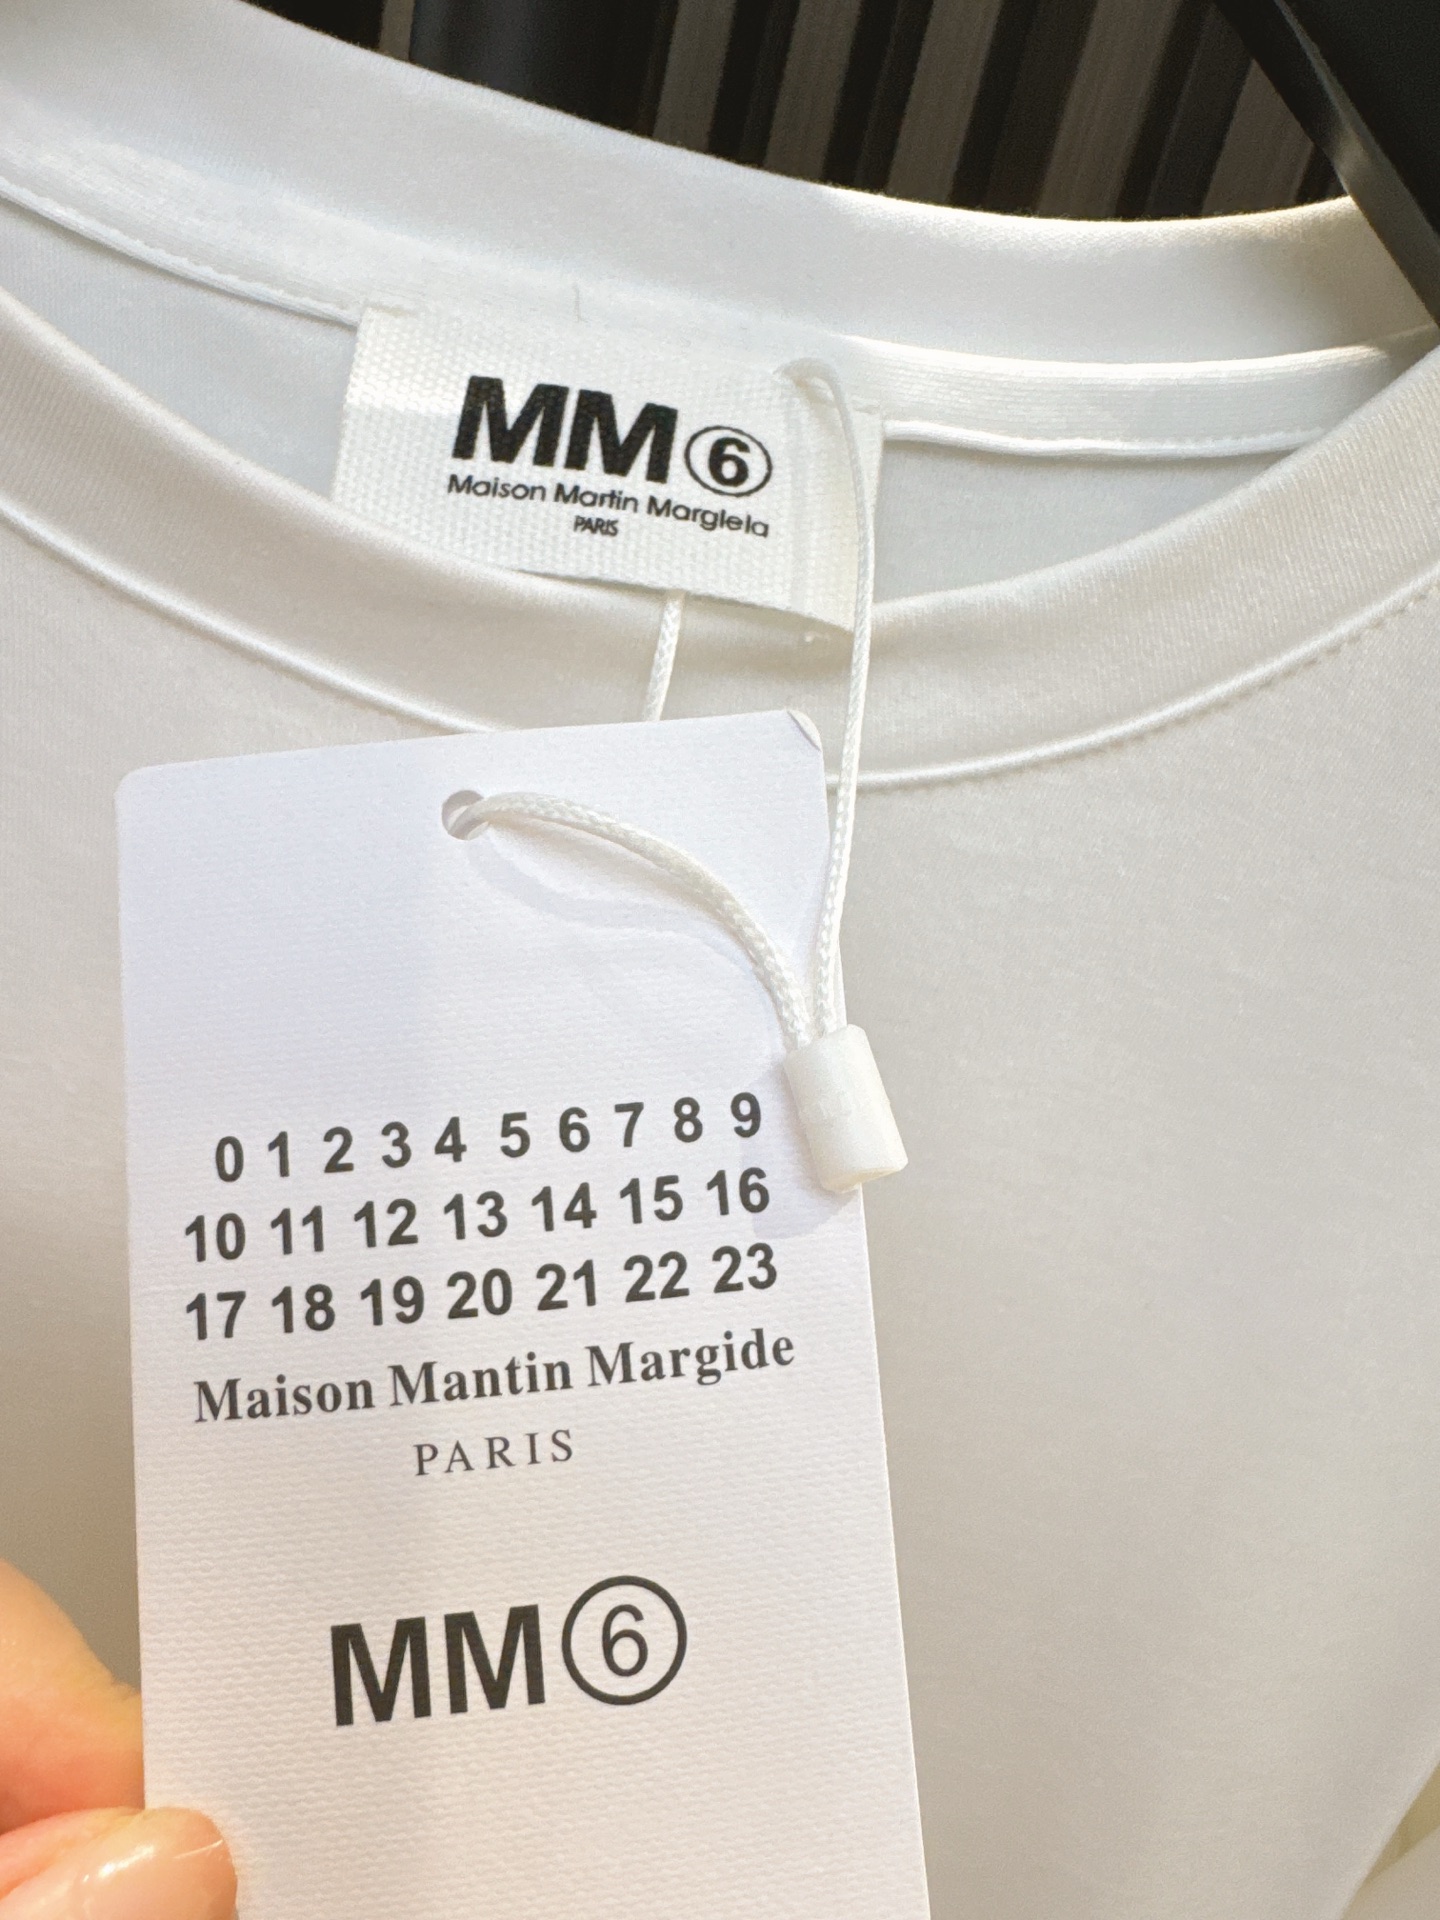 MM⑥
Maison Martin Marglela
PARIS
0 1 2 3 4 5 6 7 8 9
10 11 12 13 14 15 16
17 18 19 20 21 22 23
Maison Mantin Margide
PARIS
MM⑥